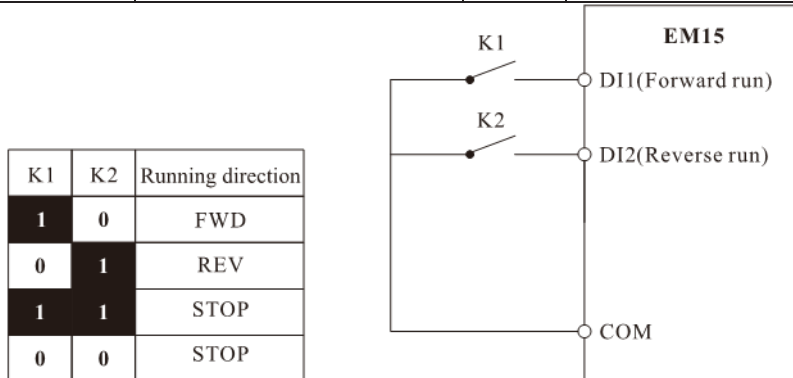 K1 K2 Running direction
1 0 FWD
0 1 REV
1 1 STOP
0 0 STOP
K1
K2
EM15
DI1(Forward run)
DI2(Reverse run)
COM